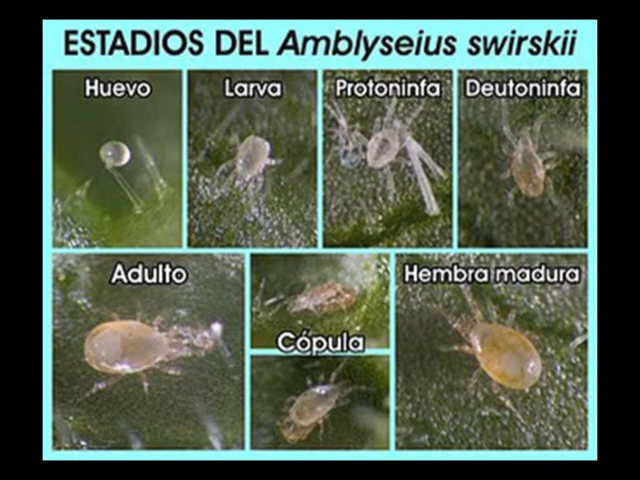 ESTADIOS DEL Amblyseius swirskii
Huevo
Larva
Protoninfa
Deutoninfa
Adulto
Cópula
Hembra madura